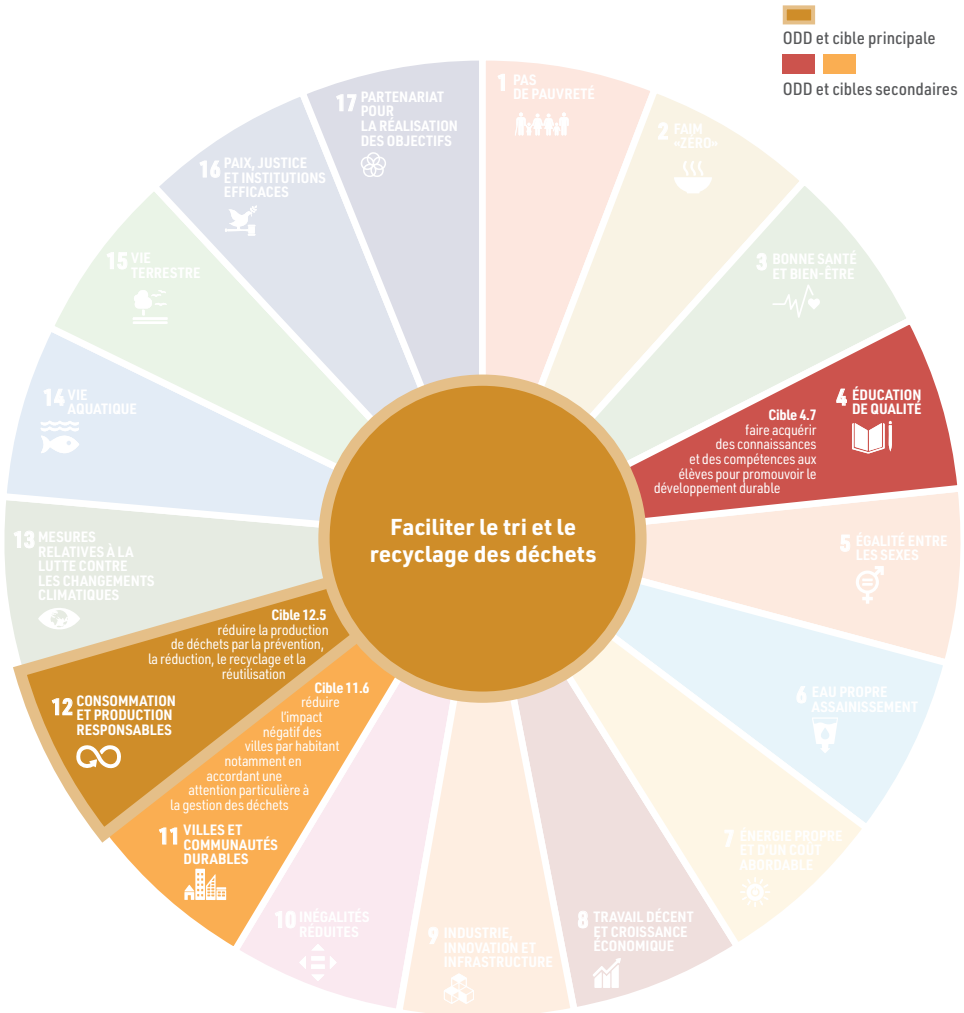 ODD et cible principale
ODD et cibles secondaires
1 PAS
DE PAUVRETÉ
2 FAIM
«ZÉRO»
3 BONNE SANTÉ
ET BIEN-ÊTRE
4 ÉDUCATION
DE QUALITÉ
Cible 4.7
faire acquérir
des connaissances
et des compétences aux
élèves pour promouvoir le
développement durable
5 ÉGALITÉ ENTRE
LES SEXES
6 EAU PROPRE
ASSAINISSEMENT
7 ÉNERGIE PROPRE
ET D'UN COÛT
ABORDABLE
8 TRAVAIL DÉCENT
ET CROISSANCE
ÉCONOMIQUE
9 INDUSTRIE,
INNOVATION ET
INFRASTRUCTURE
10 INÉGALITÉS
RÉDUITES
Cible 11.6
réduire
l'impact
négatif des
villes par habitant
notamment en
accordant une
attention particulière à
la gestion des déchets
11 VILLES ET
COMMUNAUTÉS
DURABLES
Cible 12.5
réduire la production
de déchets par la prévention,
la réduction, le recyclage et la
réutilisation
12 CONSOMMATION
ET PRODUCTION
RESPONSABLES
13 MESURES
RELATIVES À LA
LUTTE CONTRE
LES CHANGEMENTS
CLIMATIQUES
14 VIE
AQUATIQUE
15 VIE
TERRESTRE
16 PAIX, JUSTICE
ET INSTITUTIONS
EFFICACES
17 PARTENARIAT
POUR
LA RÉALISATION
DES OBJECTIFS
Faciliter le tri et le
recyclage des déchets